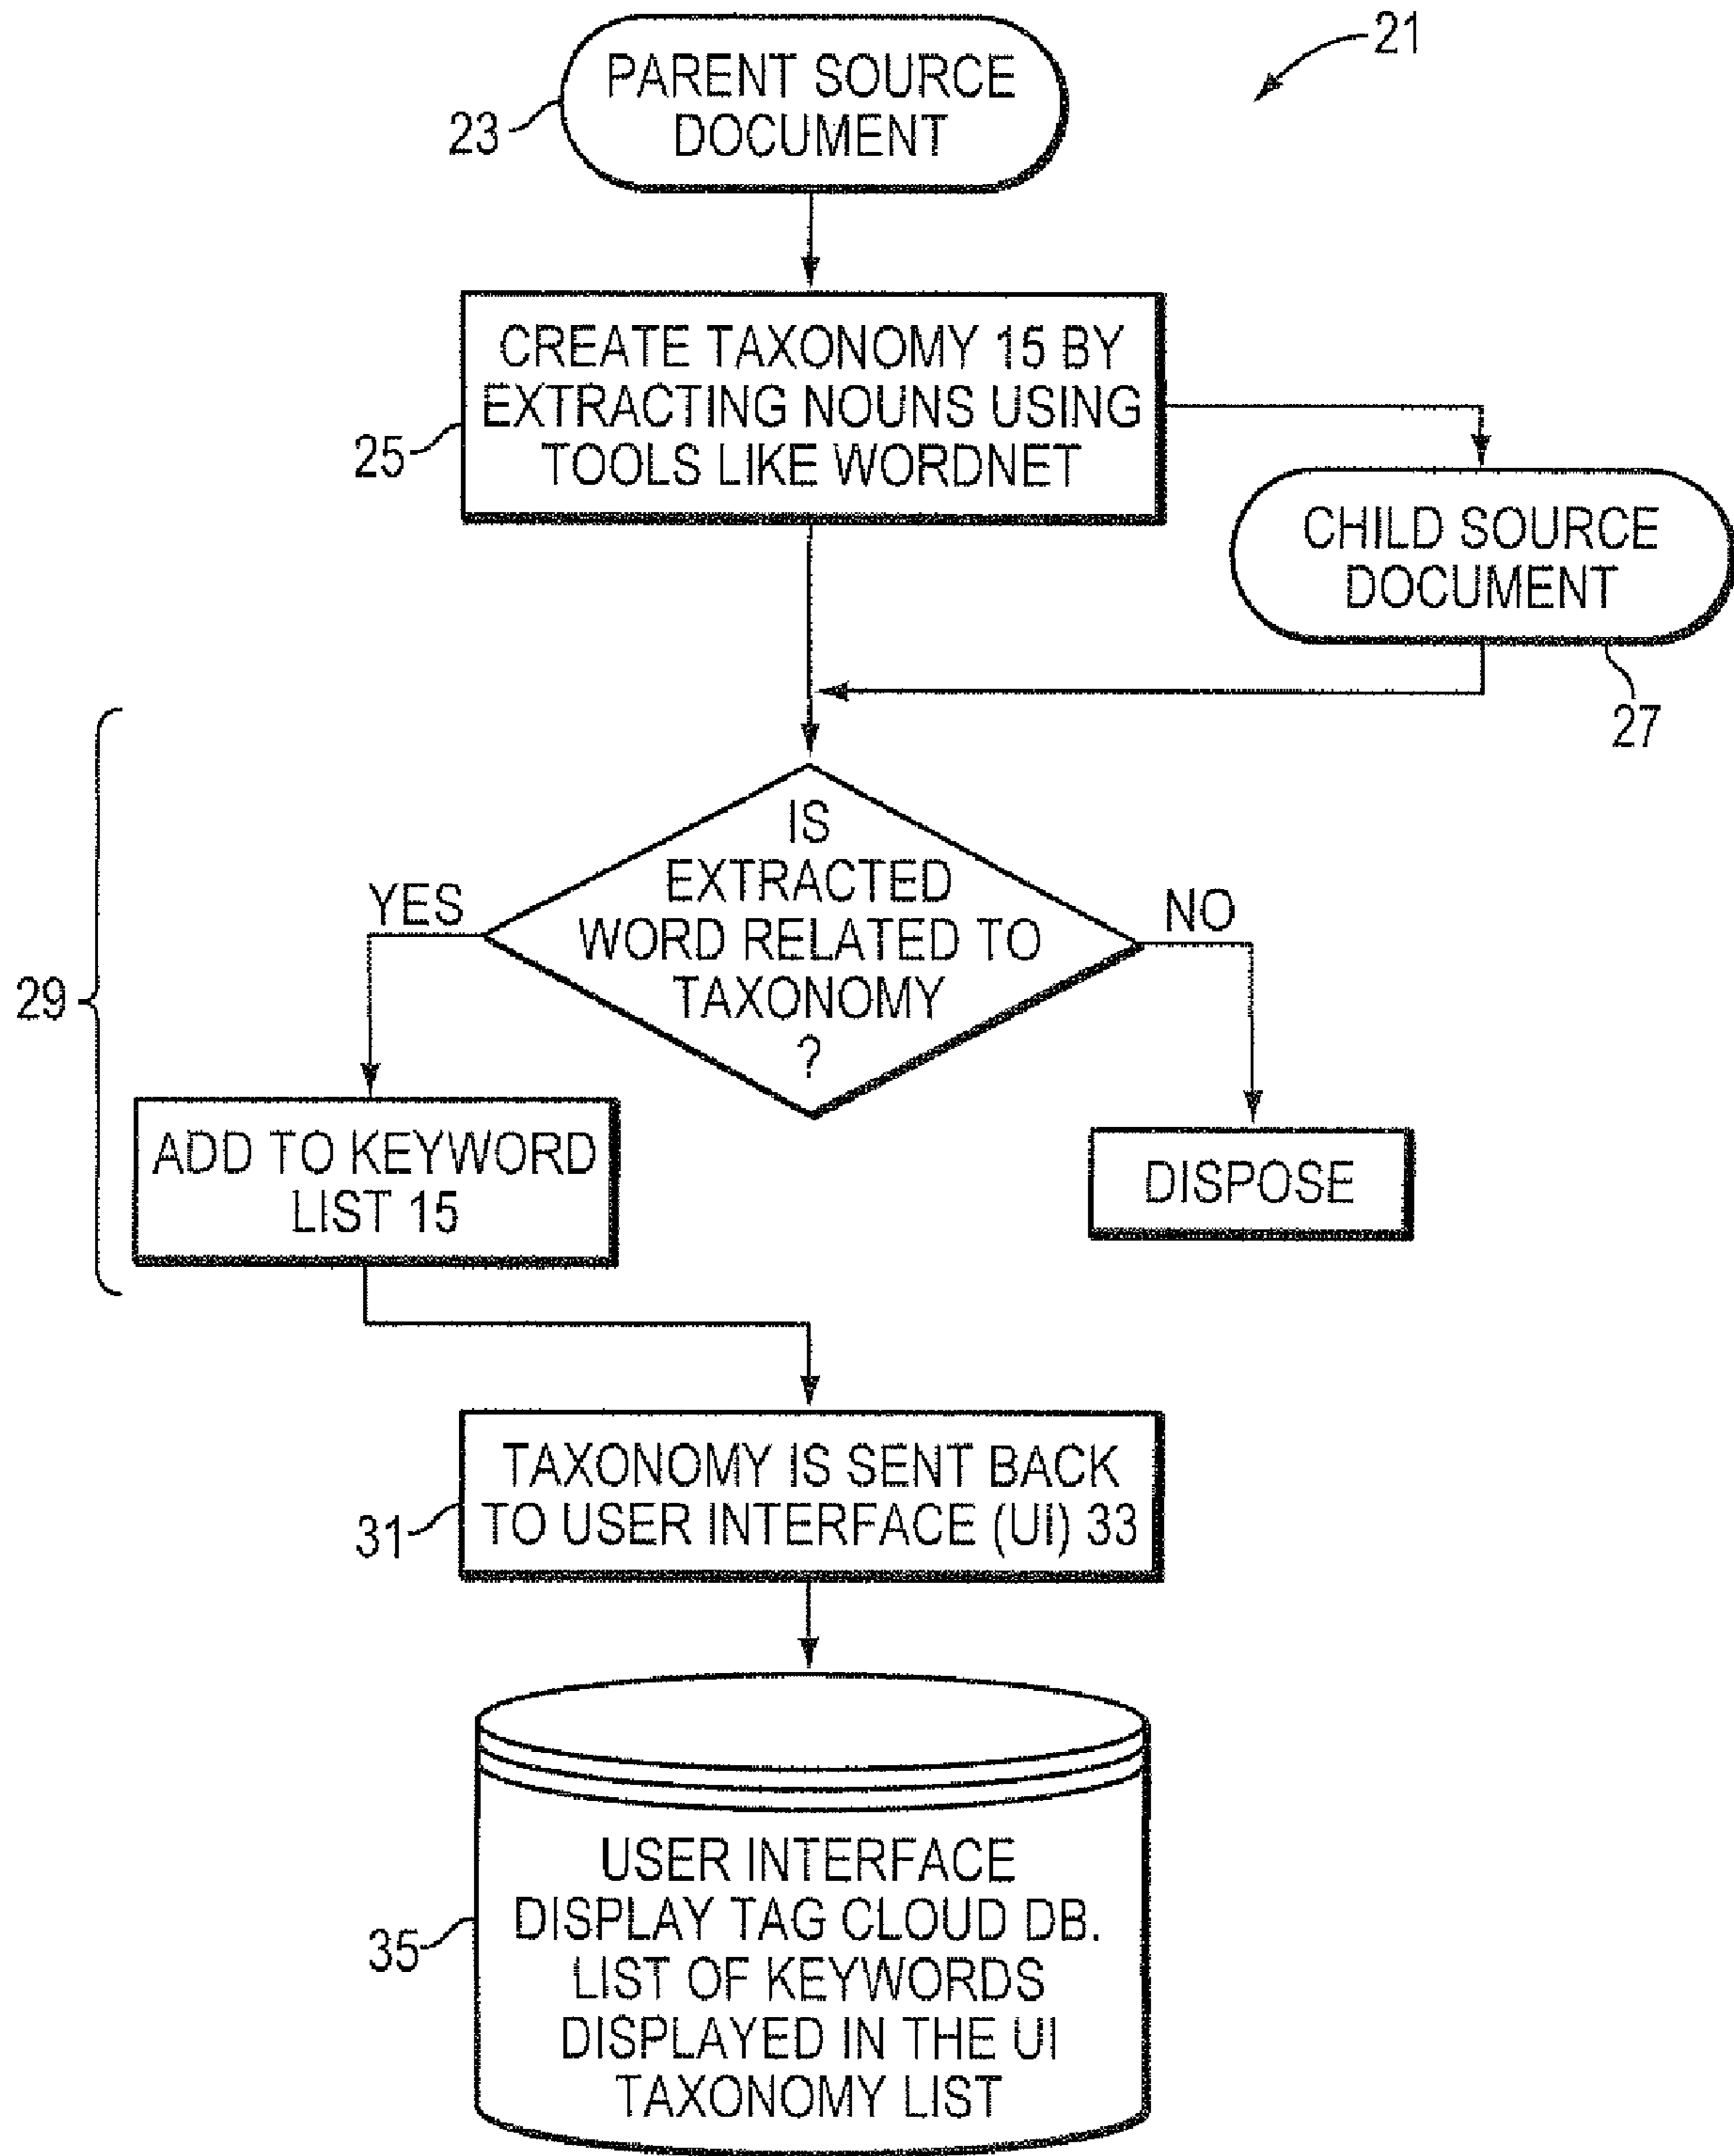 21
PARENT SOURCE
DOCUMENT
23
CREATE TAXONOMY 15 BY
EXTRACTING NOUNS USING
TOOLS LIKE WORDNET
25
CHILD SOURCE
DOCUMENT
27
IS
EXTRACTED
WORD RELATED TO
TAXONOMY
?
YES
NO
29
ADD TO KEYWORD
LIST 15
DISPOSE
TAXONOMY IS SENT BACK
TO USER INTERFACE (UI) 33
31
USER INTERFACE
DISPLAY TAG CLOUD DB.
LIST OF KEYWORDS
DISPLAYED IN THE UI
TAXONOMY LIST
35